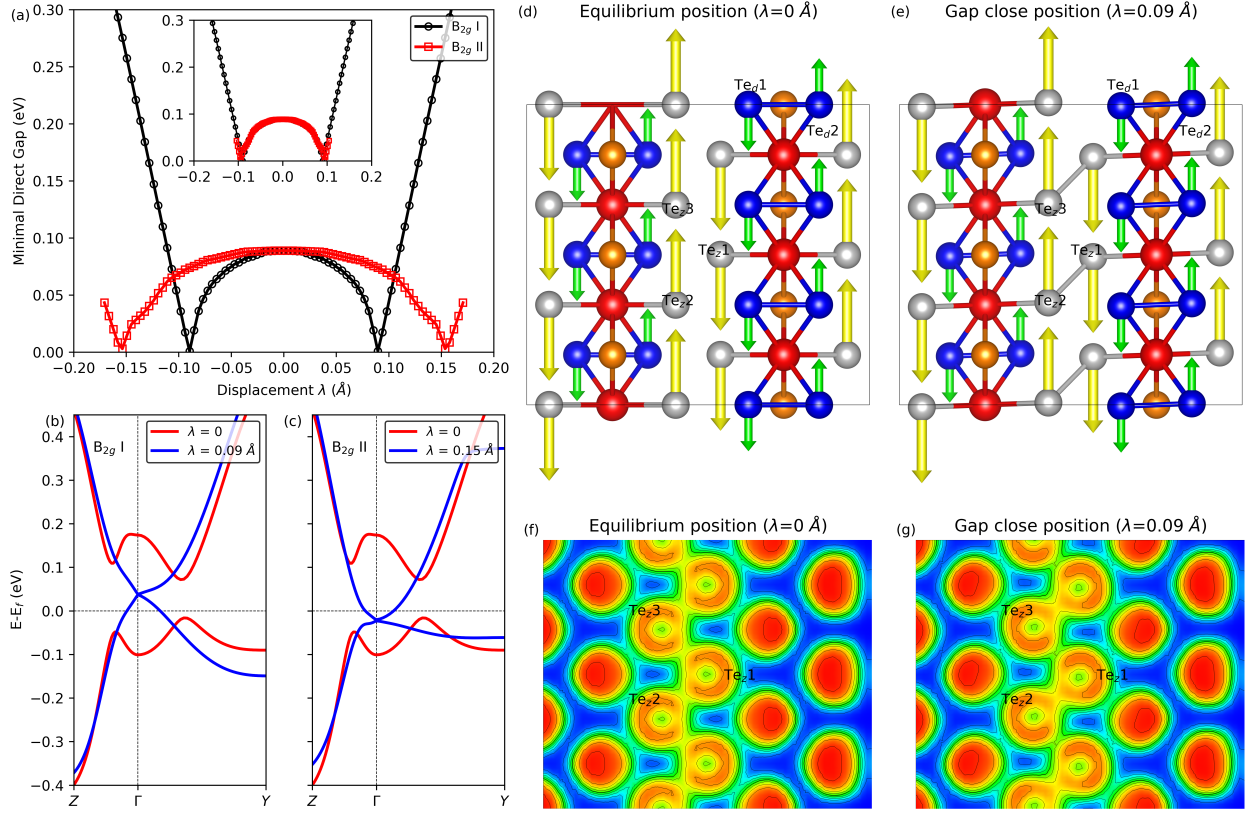 (a)
0.30
0.25
0.20
0.15
0.10
0.05
0.00
Minimal Direct Gap (eV)
−0.20 −0.15 −0.10 −0.05 0.00 0.05 0.10 0.15 0.20
Displacement λ (Å)
B2g I
B2g II
0.3
0.2
0.1
0.0
−0.2 −0.1 0.0 0.1 0.2
(b)
B2g I
λ = 0
λ = 0.09 Å
0.4
0.3
0.2
0.1
0.0
−0.1
−0.2
−0.3
−0.4
E-Ef (eV)
Z Γ Y
(c)
B2g II
λ = 0
λ = 0.15 Å
Z Γ Y
(d)
Equilibrium position (λ=0 Å)
Ted1
Ted2
Tez3
Tez1
Tez2
(e)
Gap close position (λ=0.09 Å)
Ted1
Ted2
Tez3
Tez1
Tez2
(f)
Equilibrium position (λ=0 Å)
Tez3
Tez1
Tez2
(g)
Gap close position (λ=0.09 Å)
Tez3
Tez1
Tez2